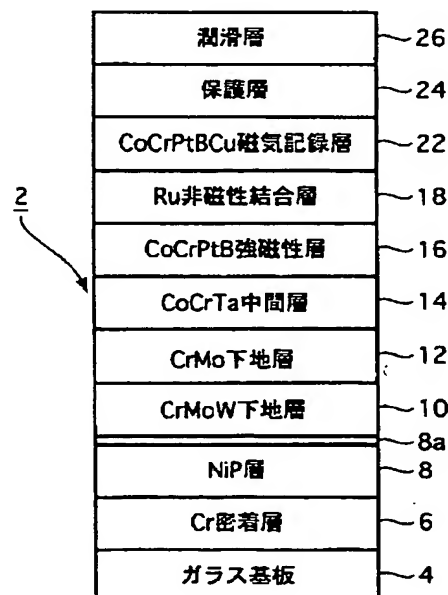 潤滑層 26
保護層 24
CoCrPtBCu磁気記録層 22
2
Ru非磁性結合層 18
CoCrPtB強磁性層 16
CoCrTa中間層 14
CrMo下地層 12
CrMoW下地層 10
8a
NiP層 8
Cr密着層 6
ガラス基板 4